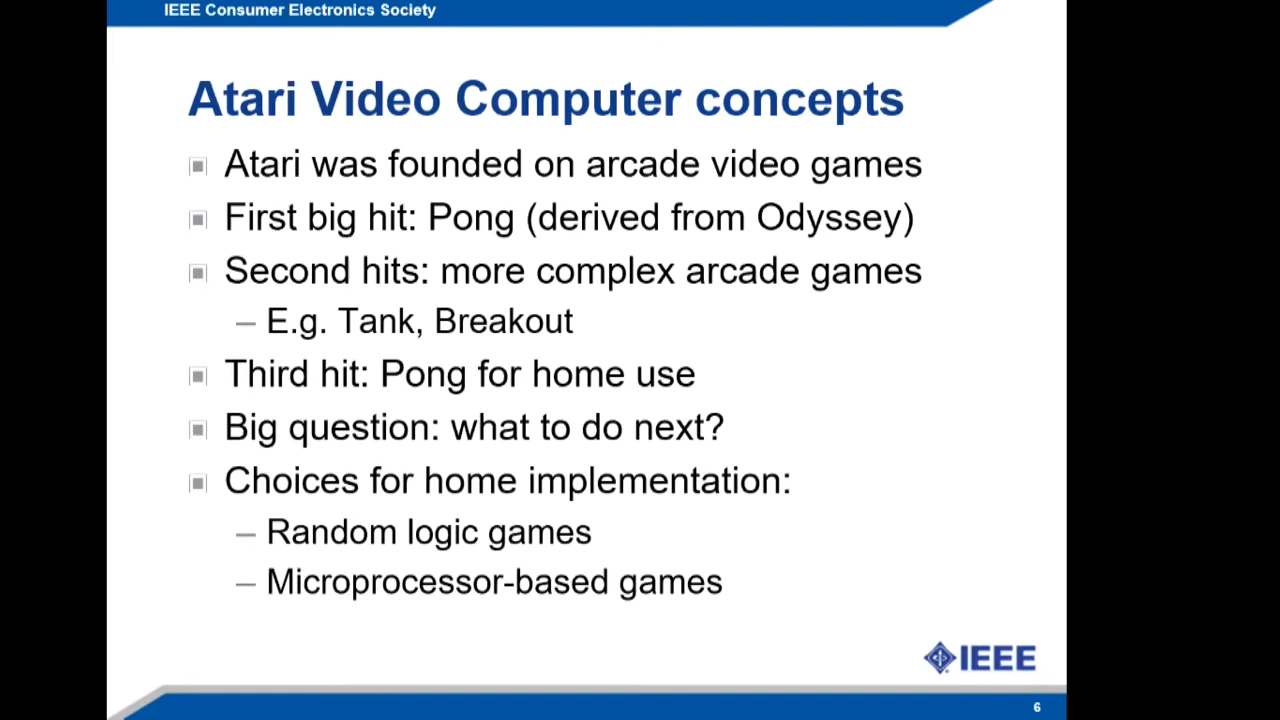 IEEE Consumer Electronics Society
Atari Video Computer concepts
Atari was founded on arcade video games
First big hit: Pong (derived from Odyssey)
Second hits: more complex arcade games
– E.g. Tank, Breakout
Third hit: Pong for home use
Big question: what to do next?
Choices for home implementation:
– Random logic games
– Microprocessor-based games
IEEE
6